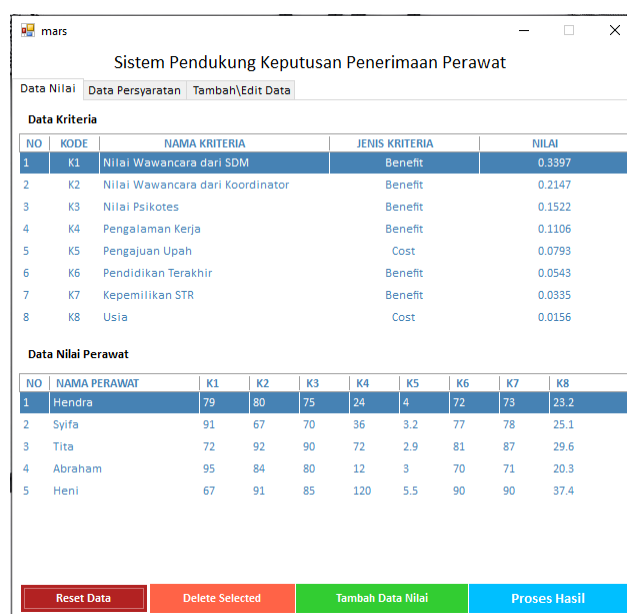 mars
Sistem Pendukung Keputusan Penerimaan Perawat
Data Nilai Data Persyaratan Tambah\Edit Data
Data Kriteria
NO KODE NAMA KRITERIA JENIS KRITERIA NILAI
1 K1 Nilai Wawancara dari SDM Benefit 0.3397
2 K2 Nilai Wawancara dari Koordinator Benefit 0.2147
3 K3 Nilai Psikotes Benefit 0.1522
4 K4 Pengalaman Kerja Benefit 0.1106
5 K5 Pengajuan Upah Cost 0.0793
6 K6 Pendidikan Terakhir Benefit 0.0543
7 K7 Kepemilikan STR Benefit 0.0335
8 K8 Usia Cost 0.0156
Data Nilai Perawat
NO NAMA PERAWAT K1 K2 K3 K4 K5 K6 K7 K8
1 Hendra 79 80 75 24 4 72 73 23.2
2 Syifa 91 67 70 36 3.2 77 78 25.1
3 Tita 72 92 90 72 2.9 81 87 29.6
4 Abraham 95 84 80 12 3 70 71 20.3
5 Heni 67 91 85 120 5.5 90 90 37.4
Reset Data Delete Selected Tambah Data Nilai Proses Hasil